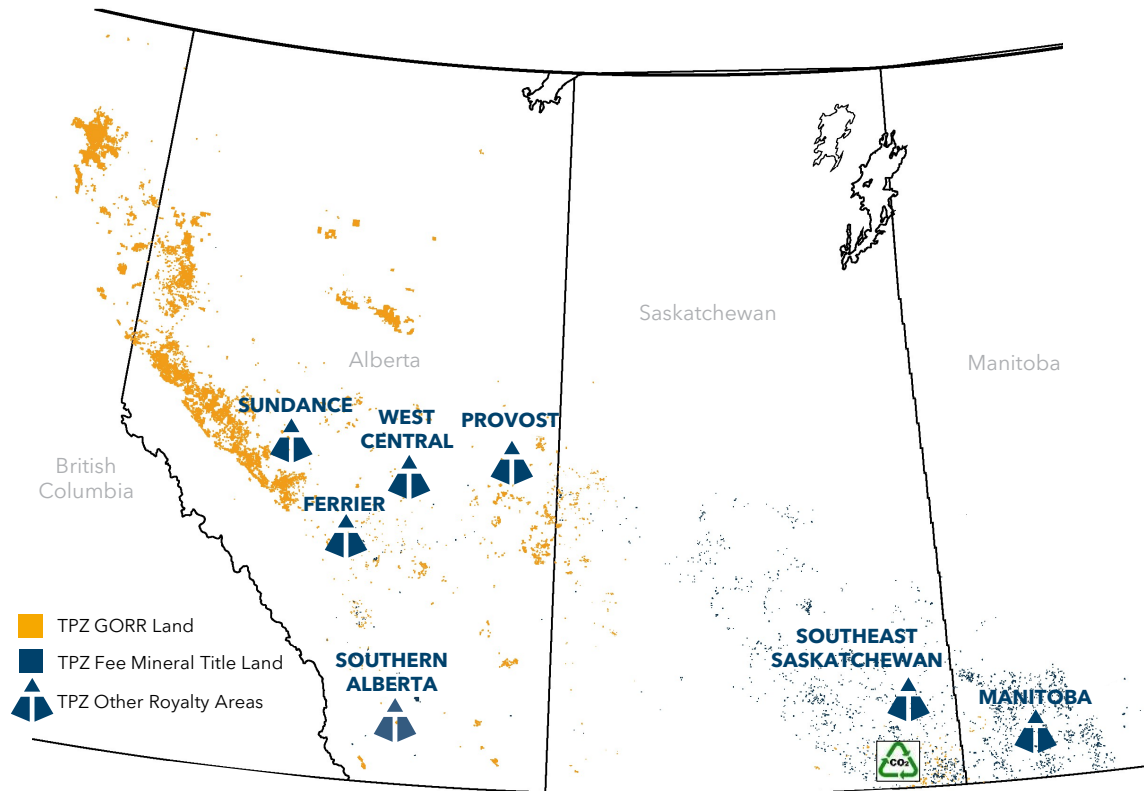 Saskatchewan
Alberta
Manitoba
SUNDANCE
WEST
CENTRAL
PROVOST
British
Columbia
FERRIER
TPZ GORR Land
TPZ Fee Mineral Title Land
TPZ Other Royalty Areas
SOUTHERN
ALBERTA
SOUTHEAST
SASKATCHEWAN
MANITOBA
CO₂